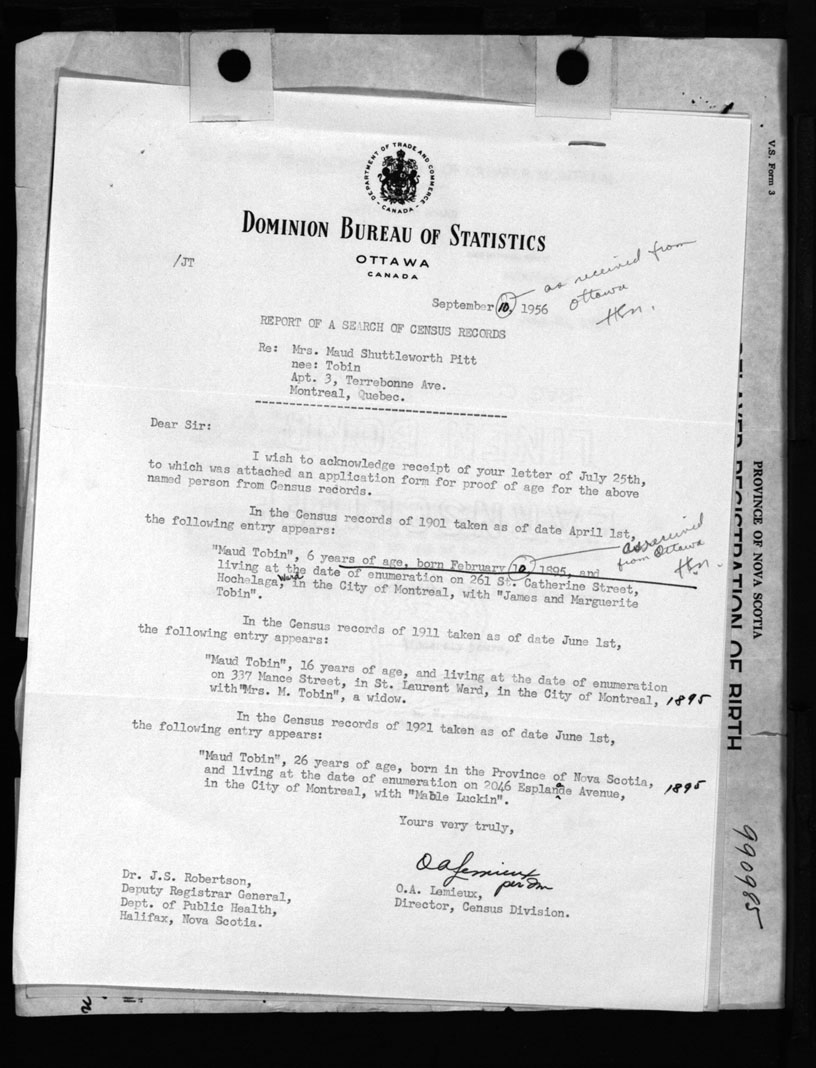 V.S. Form 3
DEPARTMENT OF TRADE AND COMMERCE
CANADA
DOMINION BUREAU OF STATISTICS
OTTAWA
CANADA
/JT
September 10, 1956
as received from
Ottawa
REPORT OF A SEARCH OF CENSUS RECORDS
Re: Mrs. Maud Shuttleworth Pitt
nee: Tobin
Apt. 3, Terrebonne Ave.
Montreal, Quebec.
Dear Sir:
I wish to acknowledge receipt of your letter of July 25th,
to which was attached an application form for proof of age for the above
named person from Census records.
In the Census records of 1901 taken as of date April 1st,
the following entry appears:
as received
from Ottawa
"Maud Tobin", 6 years of age, born February 10, 1895, and
living at the date of enumeration on 261 St. Catherine Street,
Hochelaga, Ward in the City of Montreal, with "James and Marguerite
Tobin".
In the Census records of 1911 taken as of date June 1st,
the following entry appears:
"Maud Tobin", 16 years of age, and living at the date of enumeration
on 337 Mance Street, in St. Laurent Ward, in the City of Montreal, 1895
with "Mrs. M. Tobin", a widow.
In the Census records of 1921 taken as of date June 1st,
the following entry appears:
"Maud Tobin", 26 years of age, born in the Province of Nova Scotia, 1895
and living at the date of enumeration on 2046 Esplanade Avenue,
in the City of Montreal, with "Mable Luckin".
Yours very truly,
O A Lemieux
per
O.A. Lemieux,
Director, Census Division.
Dr. J.S. Robertson,
Deputy Registrar General,
Dept. of Public Health,
Halifax, Nova Scotia.
PROVINCE OF NOVA SCOTIA
REGISTRATION OF BIRTH
990985